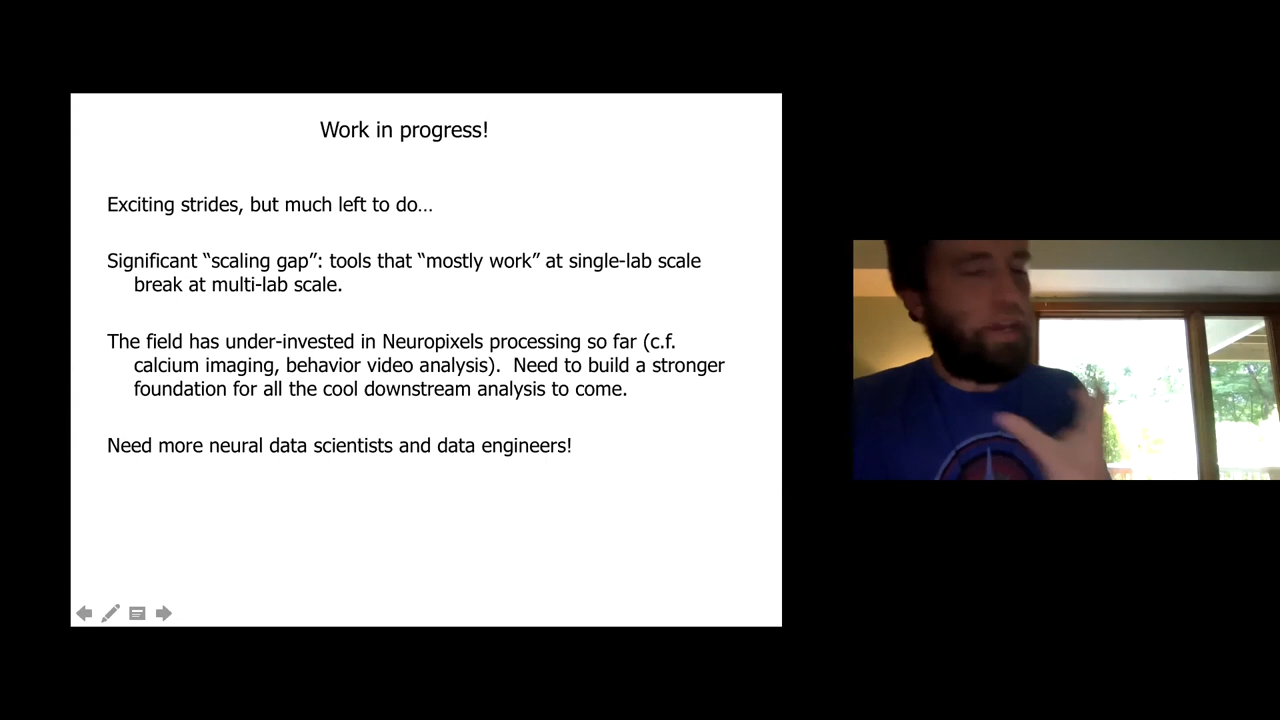 Work in progress!
Exciting strides, but much left to do…
Significant “scaling gap”: tools that “mostly work” at single-lab scale
break at multi-lab scale.
The field has under-invested in Neuropixels processing so far (c.f.
calcium imaging, behavior video analysis).  Need to build a stronger
foundation for all the cool downstream analysis to come.
Need more neural data scientists and data engineers!